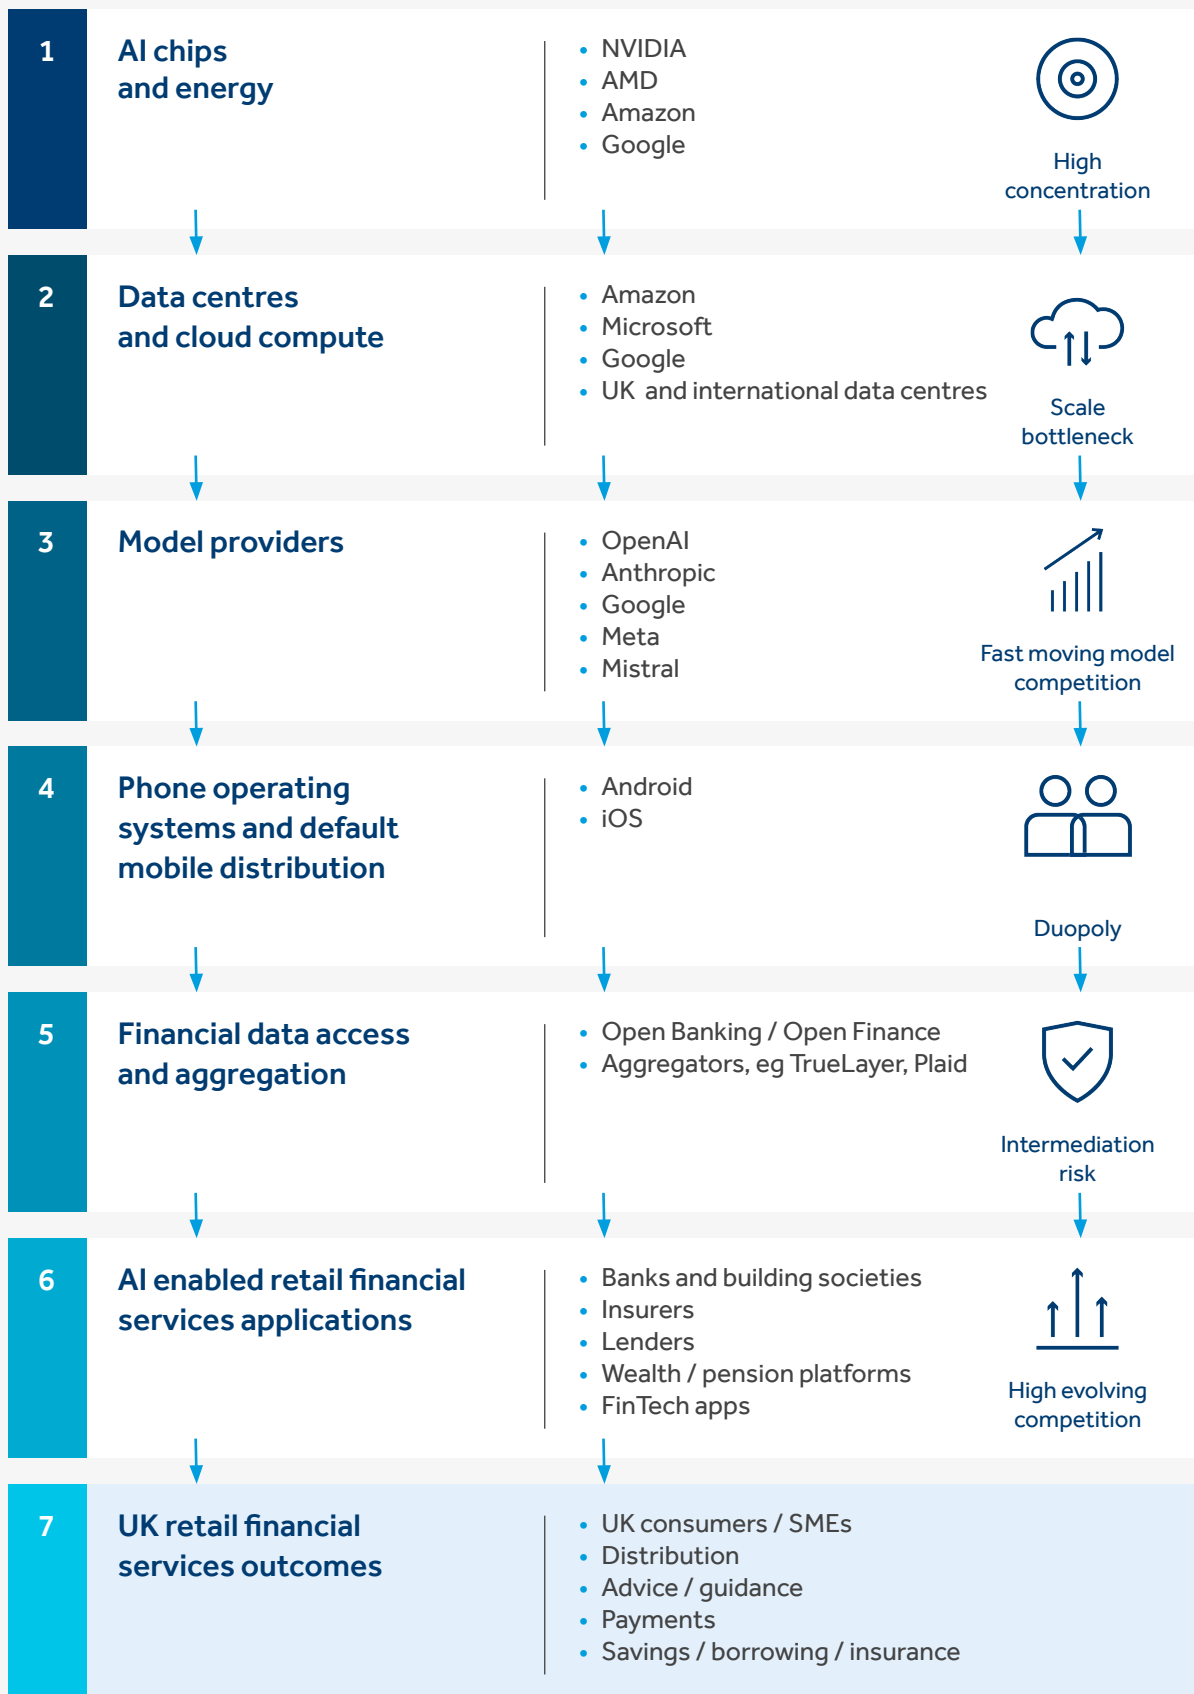 1
AI chips
and energy
• NVIDIA
• AMD
• Amazon
• Google
High
concentration
2
Data centres
and cloud compute
• Amazon
• Microsoft
• Google
• UK and international data centres
Scale
bottleneck
3
Model providers
• OpenAI
• Anthropic
• Google
• Meta
• Mistral
Fast moving model
competition
4
Phone operating
systems and default
mobile distribution
• Android
• iOS
Duopoly
5
Financial data access
and aggregation
• Open Banking / Open Finance
• Aggregators, eg TrueLayer, Plaid
Intermediation
risk
6
AI enabled retail financial
services applications
• Banks and building societies
• Insurers
• Lenders
• Wealth / pension platforms
• FinTech apps
High evolving
competition
7
UK retail financial
services outcomes
• UK consumers / SMEs
• Distribution
• Advice / guidance
• Payments
• Savings / borrowing / insurance